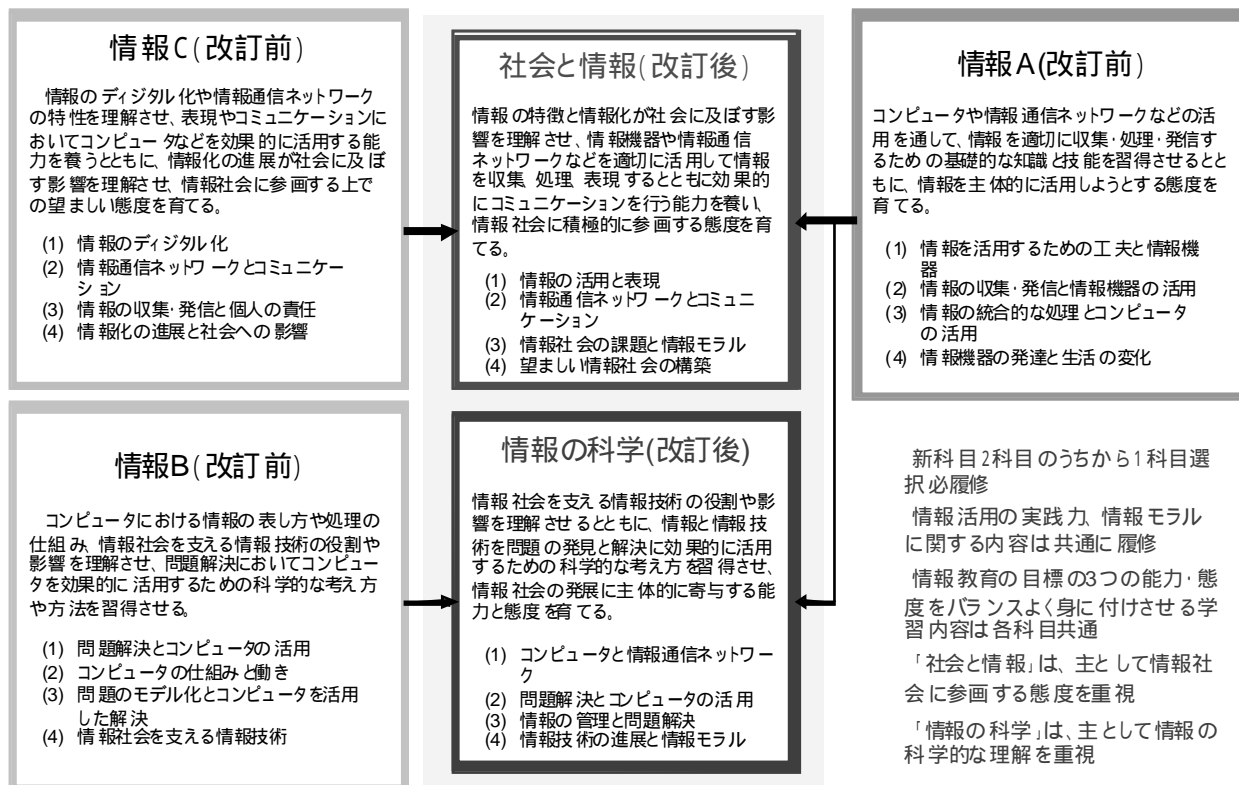 情報C(改訂前)
情報のディジタル化や情報通信ネットワーク
の特性を理解させ、表現やコミュニケーションに
おいてコンピュータなどを効果的に活用する能
力を養うとともに、情報化の進展が社会に及ぼ
す影響を理解させ、情報社会に参画する上で
の望ましい態度を育てる。
(1) 情報のディジタル化
(2) 情報通信ネットワークとコミュニケー
ション
(3) 情報の収集・発信と個人の責任
(4) 情報化の進展と社会への影響
社会と情報(改訂後)
情報の特徴と情報化が社会に及ぼす影
響を理解させ、情報機器や情報通信
ネットワークなどを適切に活用して情報
を収集、処理、表現するとともに効果的
にコミュニケーションを行う能力を養い、
情報社会に積極的に参画する態度を育
てる。
(1) 情報の活用と表現
(2) 情報通信ネットワークとコミュニ
ケーション
(3) 情報社会の課題と情報モラル
(4) 望ましい情報社会の構築
情報A(改訂前)
コンピュータや情報通信ネットワークなどの活
用を通して、情報を適切に収集・処理・発信す
るための基礎的な知識と技能を習得させるとと
もに、情報を主体的に活用しようとする態度を
育てる。
(1) 情報を活用するための工夫と情報機
器
(2) 情報の収集・発信と情報機器の活用
(3) 情報の統合的な処理とコンピュータ
の活用
(4) 情報機器の発達と生活の変化
情報B(改訂前)
コンピュータにおける情報の表し方や処理の
仕組み、情報社会を支える情報技術の役割や
影響を理解させ、問題解決においてコンピュー
タを効果的に活用するための科学的な考え方
や方法を習得させる。
(1) 問題解決とコンピュータの活用
(2) コンピュータの仕組みと働き
(3) 問題のモデル化とコンピュータを活用
した解決
(4) 情報社会を支える情報技術
情報の科学(改訂後)
情報社会を支える情報技術の役割や影
響を理解させるとともに、情報と情報技
術を問題の発見と解決に効果的に活用
するための科学的な考え方を習得させ、
情報社会の発展に主体的に寄与する能
力と態度を育てる。
(1) コンピュータと情報通信ネットワー
ク
(2) 問題解決とコンピュータの活用
(3) 情報の管理と問題解決
(4) 情報技術の進展と情報モラル
新科目2科目のうちから1科目選
択必履修
情報活用の実践力、情報モラル
に関する内容は共通に履修
情報教育の目標の3つの能力・態
度をバランスよく身に付けさせる学
習内容は各科目共通
「社会と情報」は、主として情報社
会に参画する態度を重視
「情報の科学」は、主として情報の
科学的な理解を重視